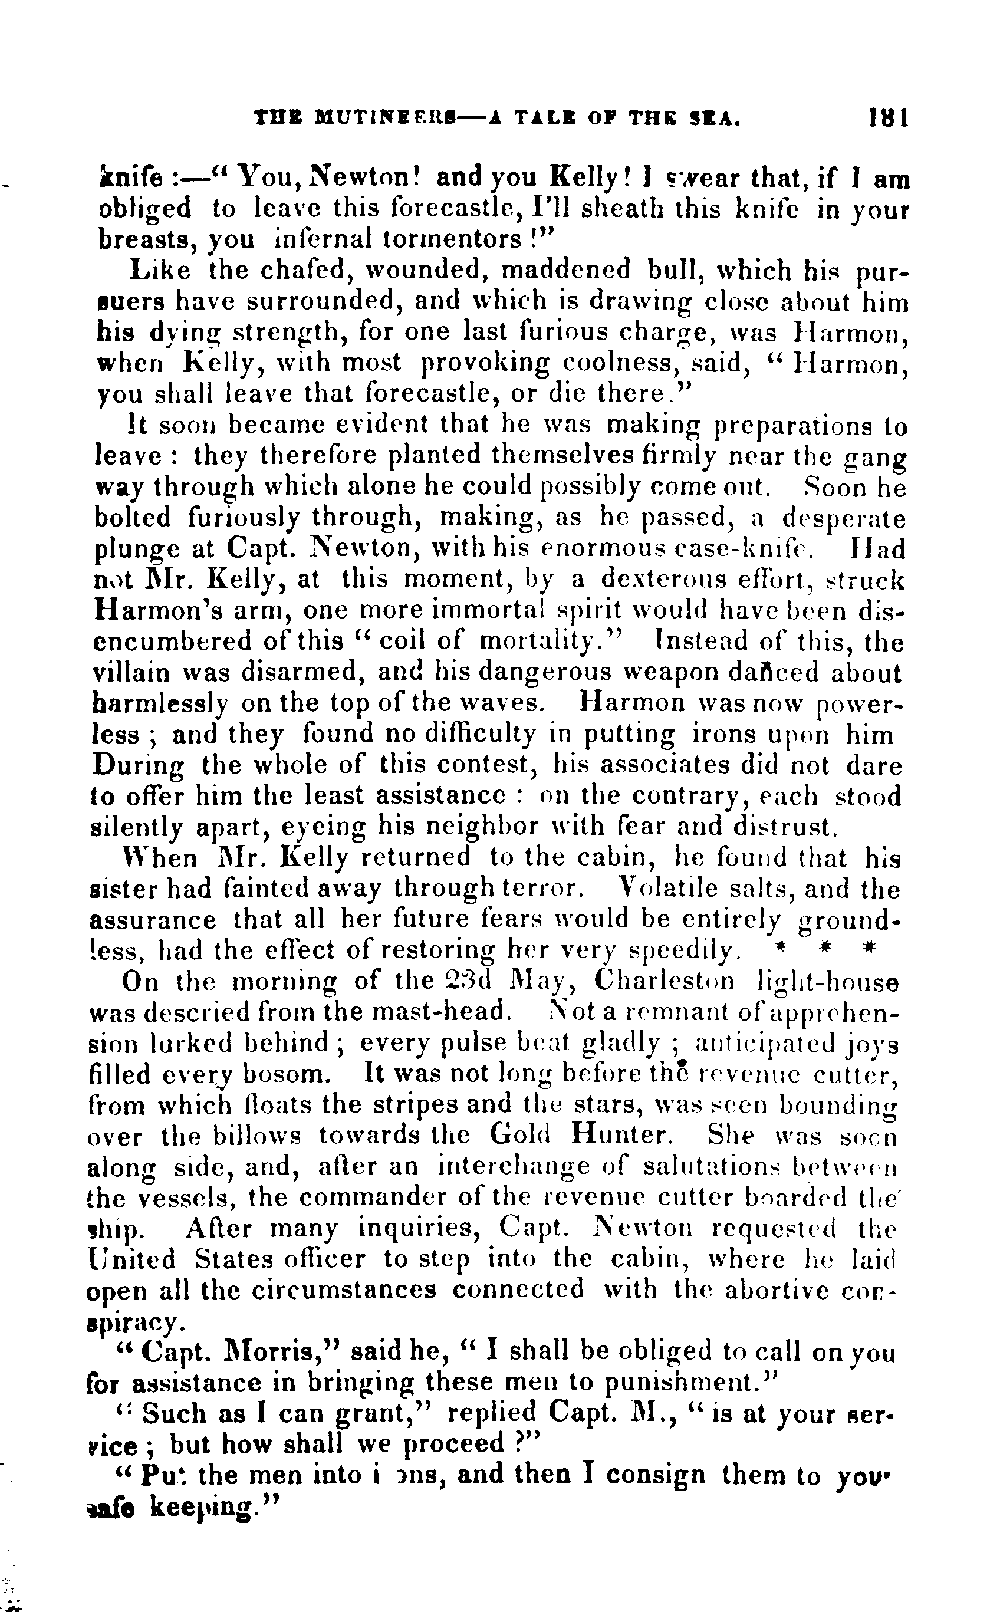 THE MUTINEERS—A TALE OF THE SEA. 181
knife :—“ You, Newton! and you Kelly! I swear that, if I am
obliged to leave this forecastle, I'll sheath this knife in your
breasts, you infernal tormentors !”
Like the chafed, wounded, maddened bull, which his pur-
suers have surrounded, and which is drawing close about him
his dying strength, for one last furious charge, was Harmon,
when Kelly, with most provoking coolness, said, “ Harmon,
you shall leave that forecastle, or die there.”
It soon became evident that he was making preparations to
leave : they therefore planted themselves firmly near the gang
way through which alone he could possibly come out. Soon he
bolted furiously through, making, as he passed, a desperate
plunge at Capt. Newton, with his enormous case-knife. Had
not Mr. Kelly, at this moment, by a dexterous effort, struck
Harmon's arm, one more immortal spirit would have been dis-
encumbered of this “ coil of mortality.” Instead of this, the
villain was disarmed, and his dangerous weapon danced about
harmlessly on the top of the waves. Harmon was now power-
less ; and they found no difficulty in putting irons upon him
During the whole of this contest, his associates did not dare
to offer him the least assistance : on the contrary, each stood
silently apart, eyeing his neighbor with fear and distrust.
When Mr. Kelly returned to the cabin, he found that his
sister had fainted away through terror. Volatile salts, and the
assurance that all her future fears would be entirely ground-
less, had the effect of restoring her very speedily. * * *
On the morning of the 23d May, Charleston light-house
was descried from the mast-head. Not a remnant of apprehen-
sion lurked behind ; every pulse beat gladly ; anticipated joys
filled every bosom. It was not long before the revenue cutter,
from which floats the stripes and the stars, was seen bounding
over the billows towards the Gold Hunter. She was soon
along side, and, after an interchange of salutations between
the vessels, the commander of the revenue cutter boarded the
ship. After many inquiries, Capt. Newton requested the
United States officer to step into the cabin, where he laid
open all the circumstances connected with the abortive con-
spiracy.
“ Capt. Morris,” said he, “ I shall be obliged to call on you
for assistance in bringing these men to punishment.”
“ Such as I can grant,” replied Capt. M., “ is at your ser-
vice ; but how shall we proceed ?”
“ Put the men into irons, and then I consign them to your
safe keeping.”